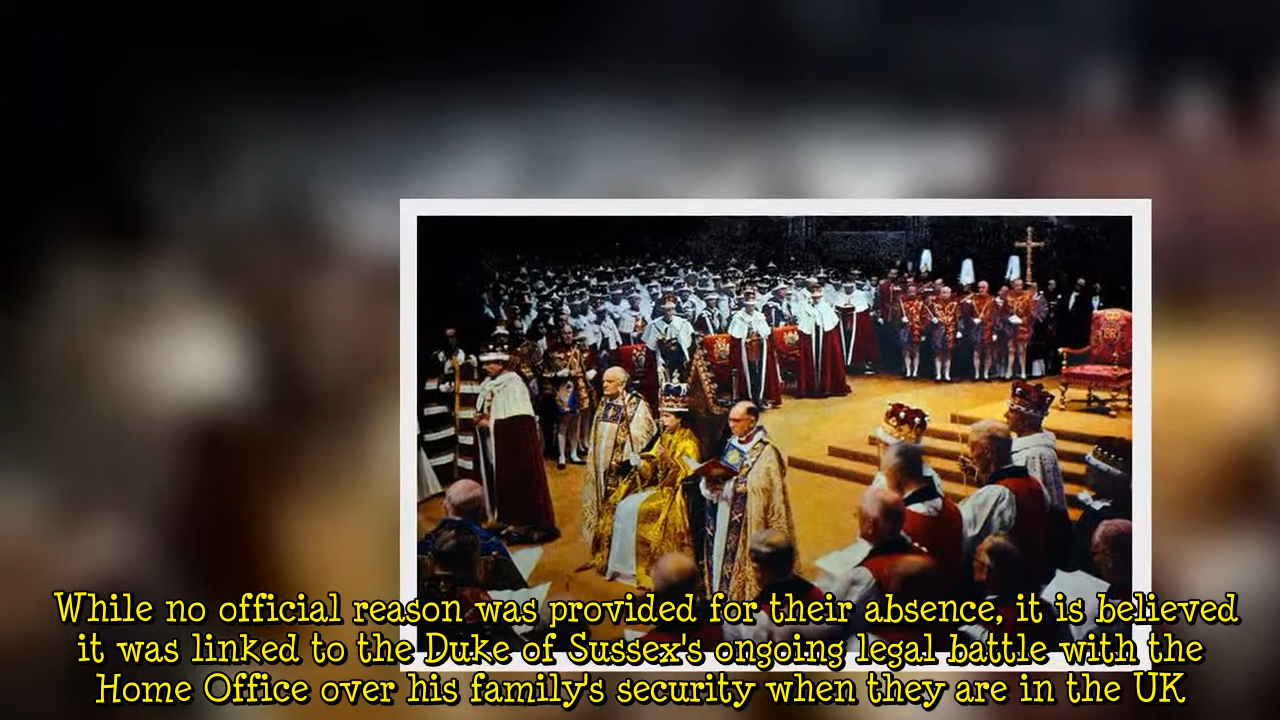 While no official reason was provided for their absence, it is believed
it was linked to the Duke of Sussex's ongoing legal battle with the
Home Office over his family's security when they are in the UK